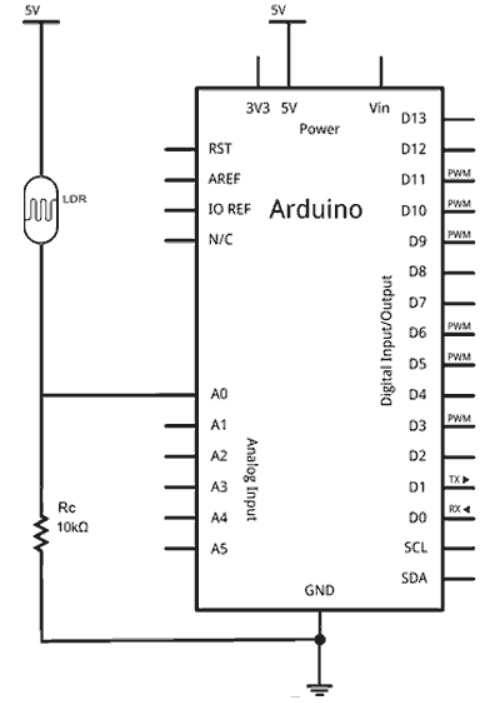 5V
5V
3V3 5V Vin
Power
LDR
RST
AREF
IO REF
N/C
Arduino
A0
A1
A2
A3
A4
A5
Analog Input
Rc
10kΩ
D13
D12
D11 PWM
D10 PWM
D9 PWM
D8
D7
D6 PWM
D5 PWM
D4
D3 PWM
D2
D1 TX ▶
D0 RX ◀
SCL
SDA
Digital Input/Output
GND